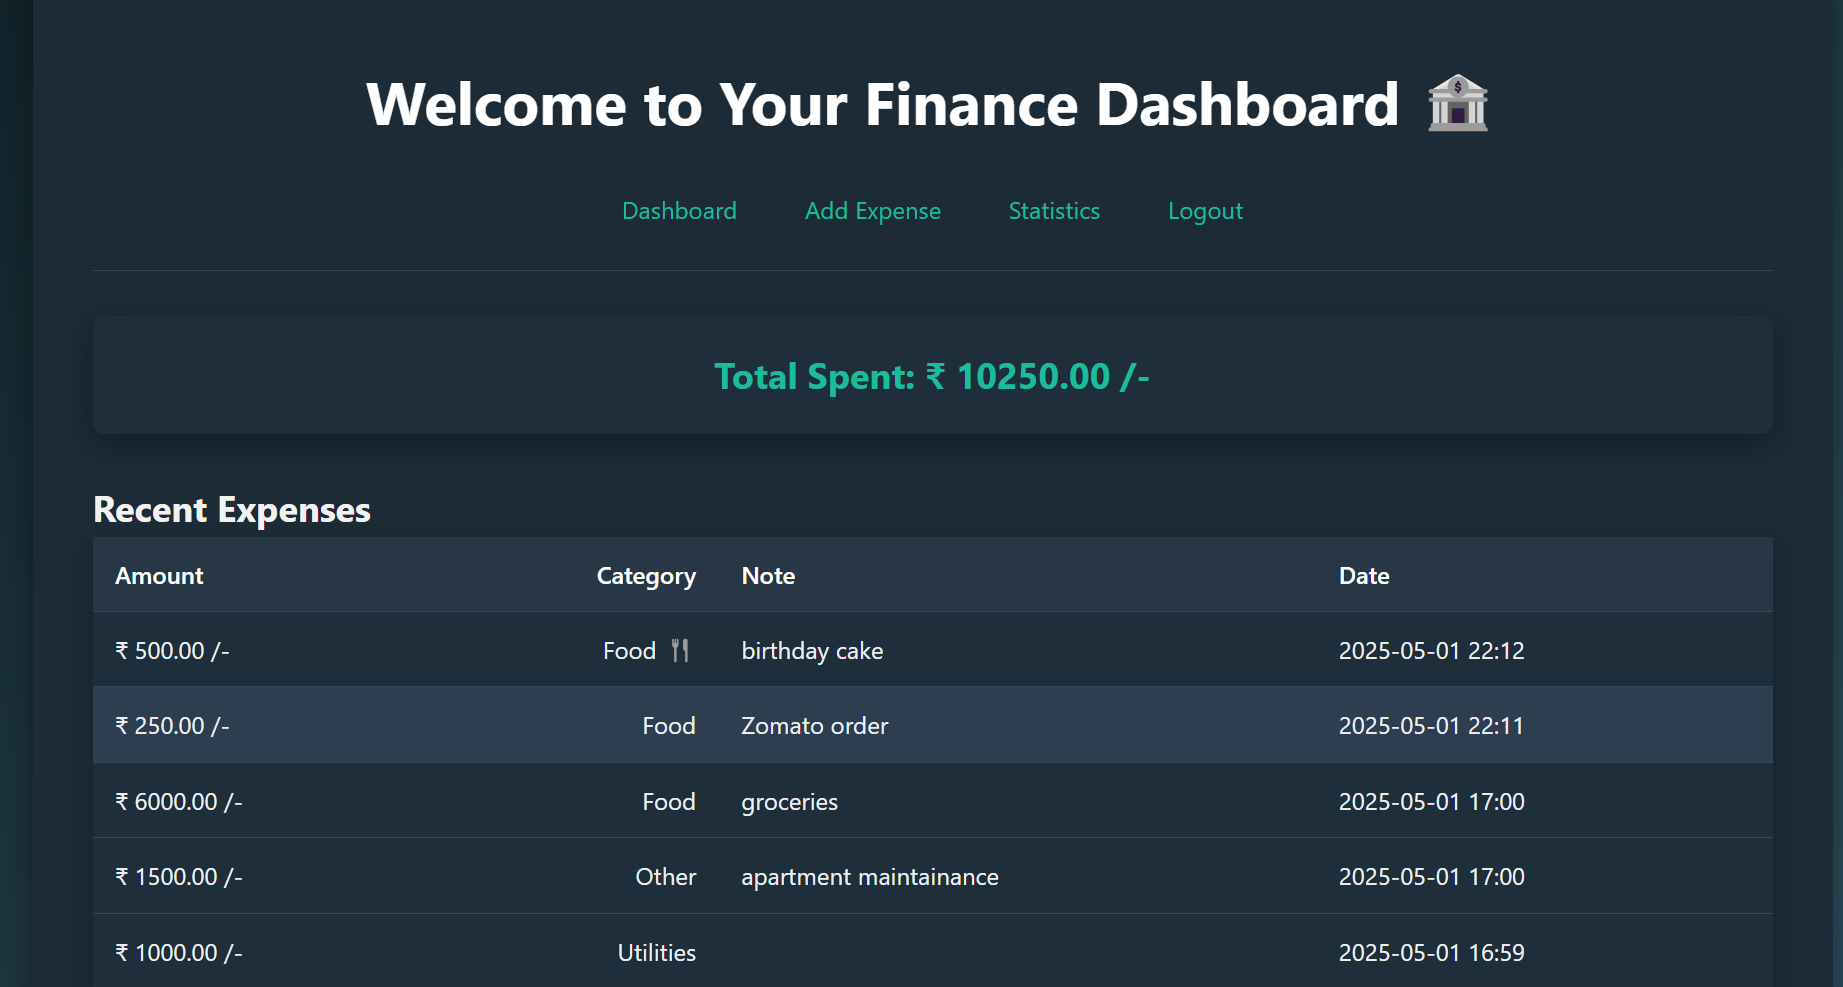 Welcome to Your Finance Dashboard
Dashboard Add Expense Statistics Logout
Total Spent: ₹ 10250.00 /-
Recent Expenses
Amount Category Note Date
₹ 500.00 /- Food birthday cake 2025-05-01 22:12
₹ 250.00 /- Food Zomato order 2025-05-01 22:11
₹ 6000.00 /- Food groceries 2025-05-01 17:00
₹ 1500.00 /- Other apartment maintainance 2025-05-01 17:00
₹ 1000.00 /- Utilities 2025-05-01 16:59